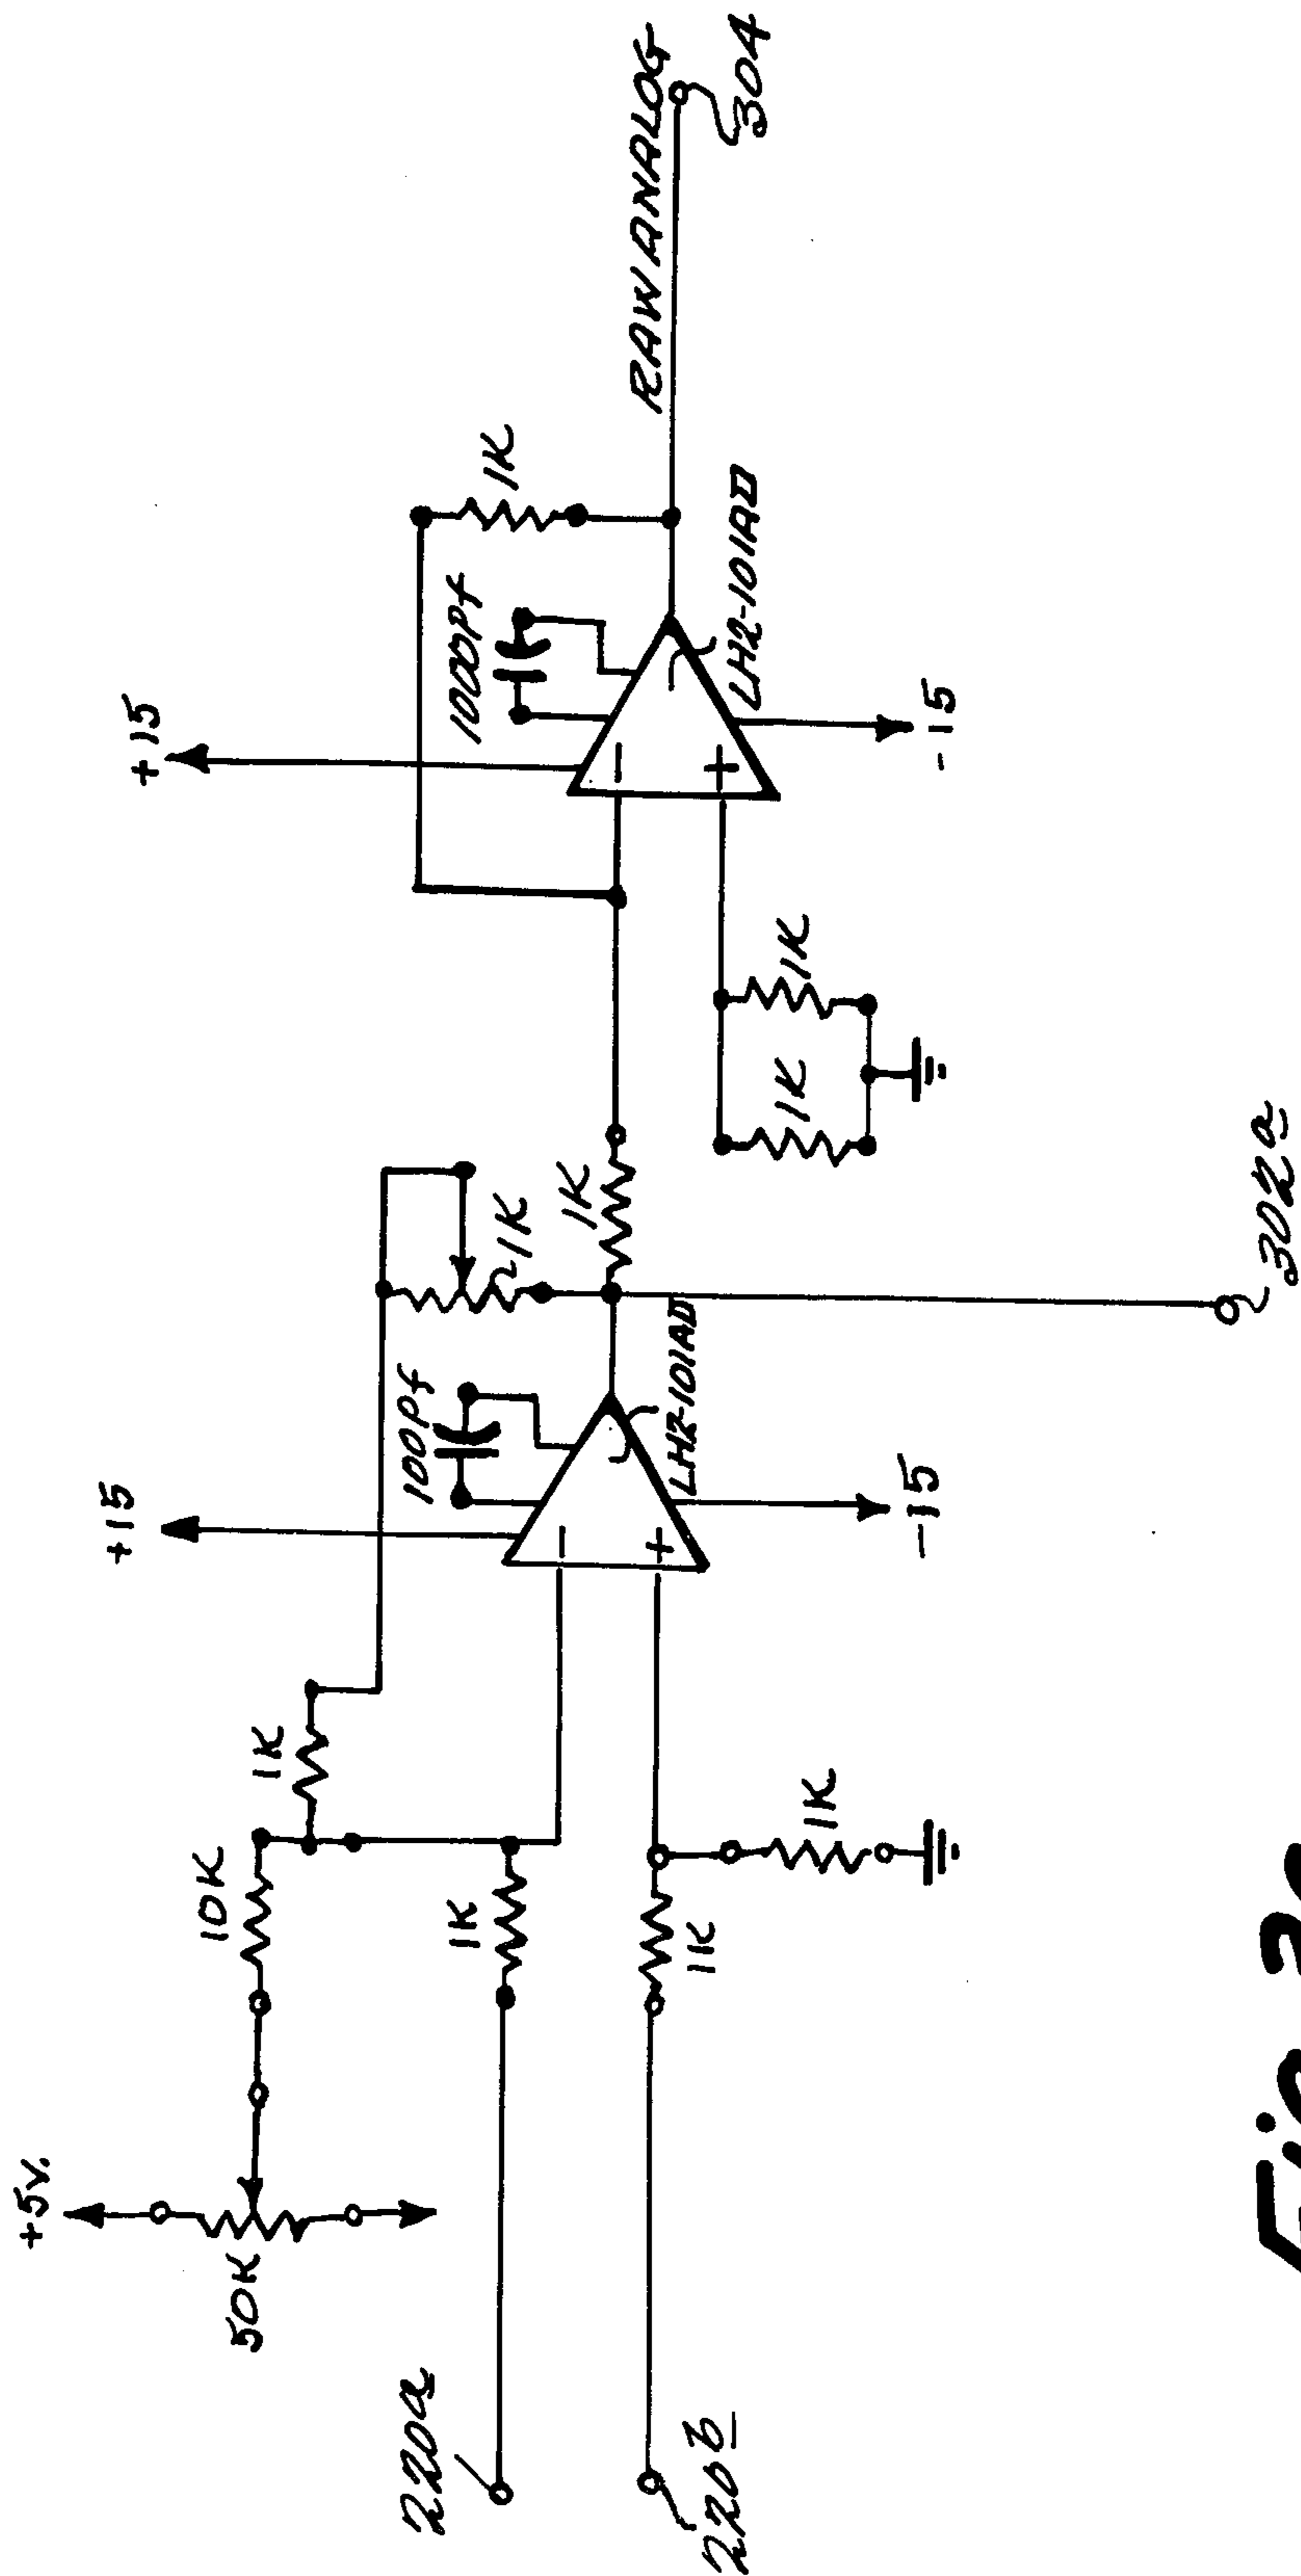 +5V.
50K
10K
1K
220a
1K
220b
1K
1K
+15
100Pf
-
+
LH2-101AD
-15
1K
1K
302a
+15
1000Pf
-
+
LH2-101AD
-15
1K
1K
1K
RAW ANALOG
304